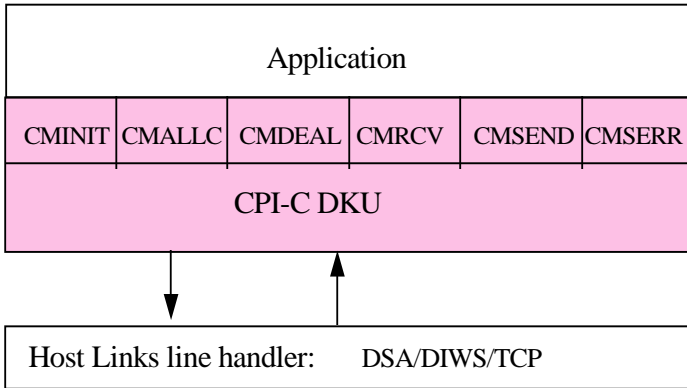 Application
CMINIT CMALLC CMDEAL CMRCV CMSEND CMSERR
CPI-C DKU
Host Links line handler: DSA/DIWS/TCP